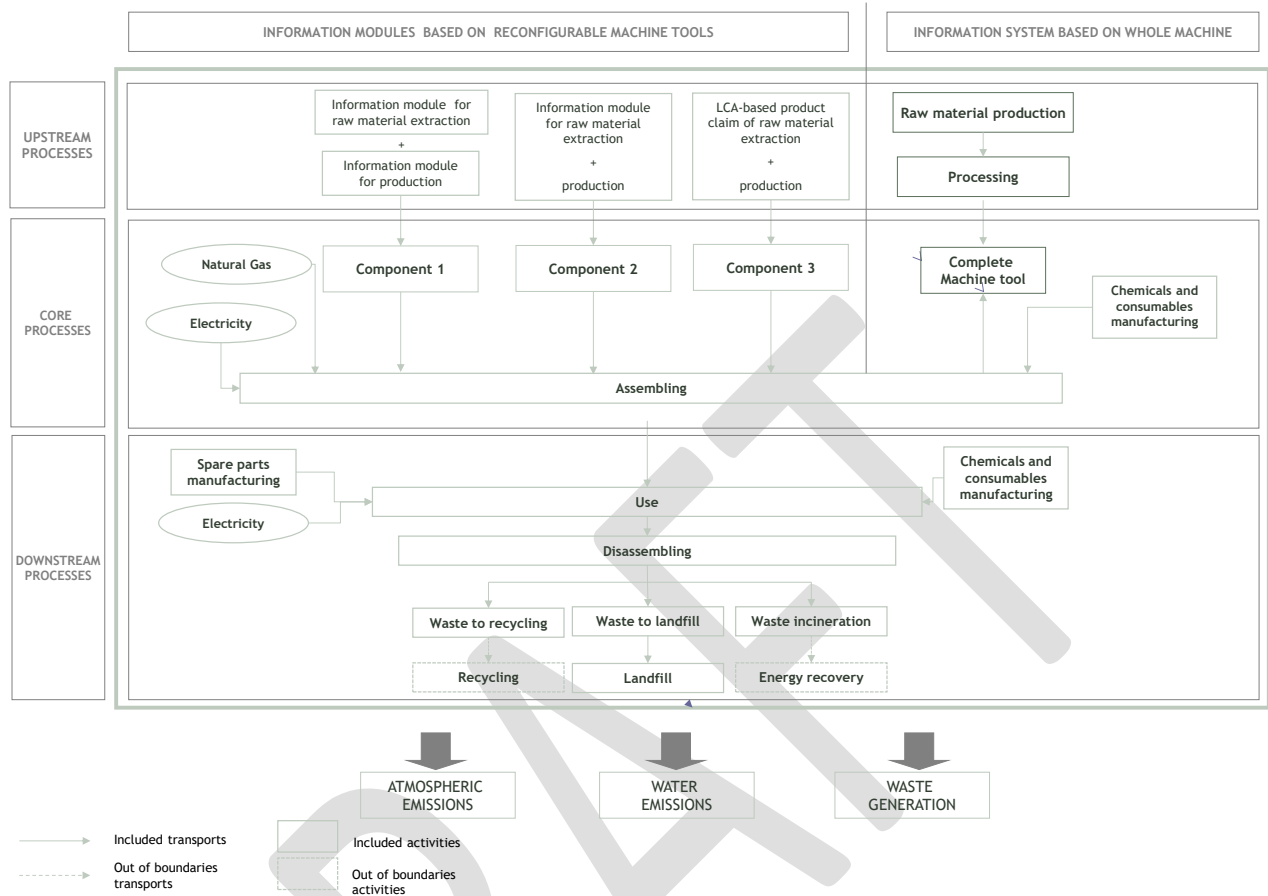 INFORMATION MODULES BASED ON RECONFIGURABLE MACHINE TOOLS
INFORMATION SYSTEM BASED ON WHOLE MACHINE
UPSTREAM
PROCESSES
Information module for
raw material extraction
+
Information module
for production
Information module
for raw material
extraction
+
production
LCA-based product
claim of raw material
extraction
+
production
Raw material production
Processing
CORE
PROCESSES
Natural Gas
Electricity
Component 1
Component 2
Component 3
Complete
Machine tool
Chemicals and
consumables
manufacturing
Assembling
DOWNSTREAM
PROCESSES
Spare parts
manufacturing
Electricity
Use
Chemicals and
consumables
manufacturing
Disassembling
Waste to recycling
Waste to landfill
Waste incineration
Recycling
Landfill
Energy recovery
ATMOSPHERIC
EMISSIONS
WATER
EMISSIONS
WASTE
GENERATION
Included transports
Included activities
Out of boundaries
transports
Out of boundaries
activities
DRAFT